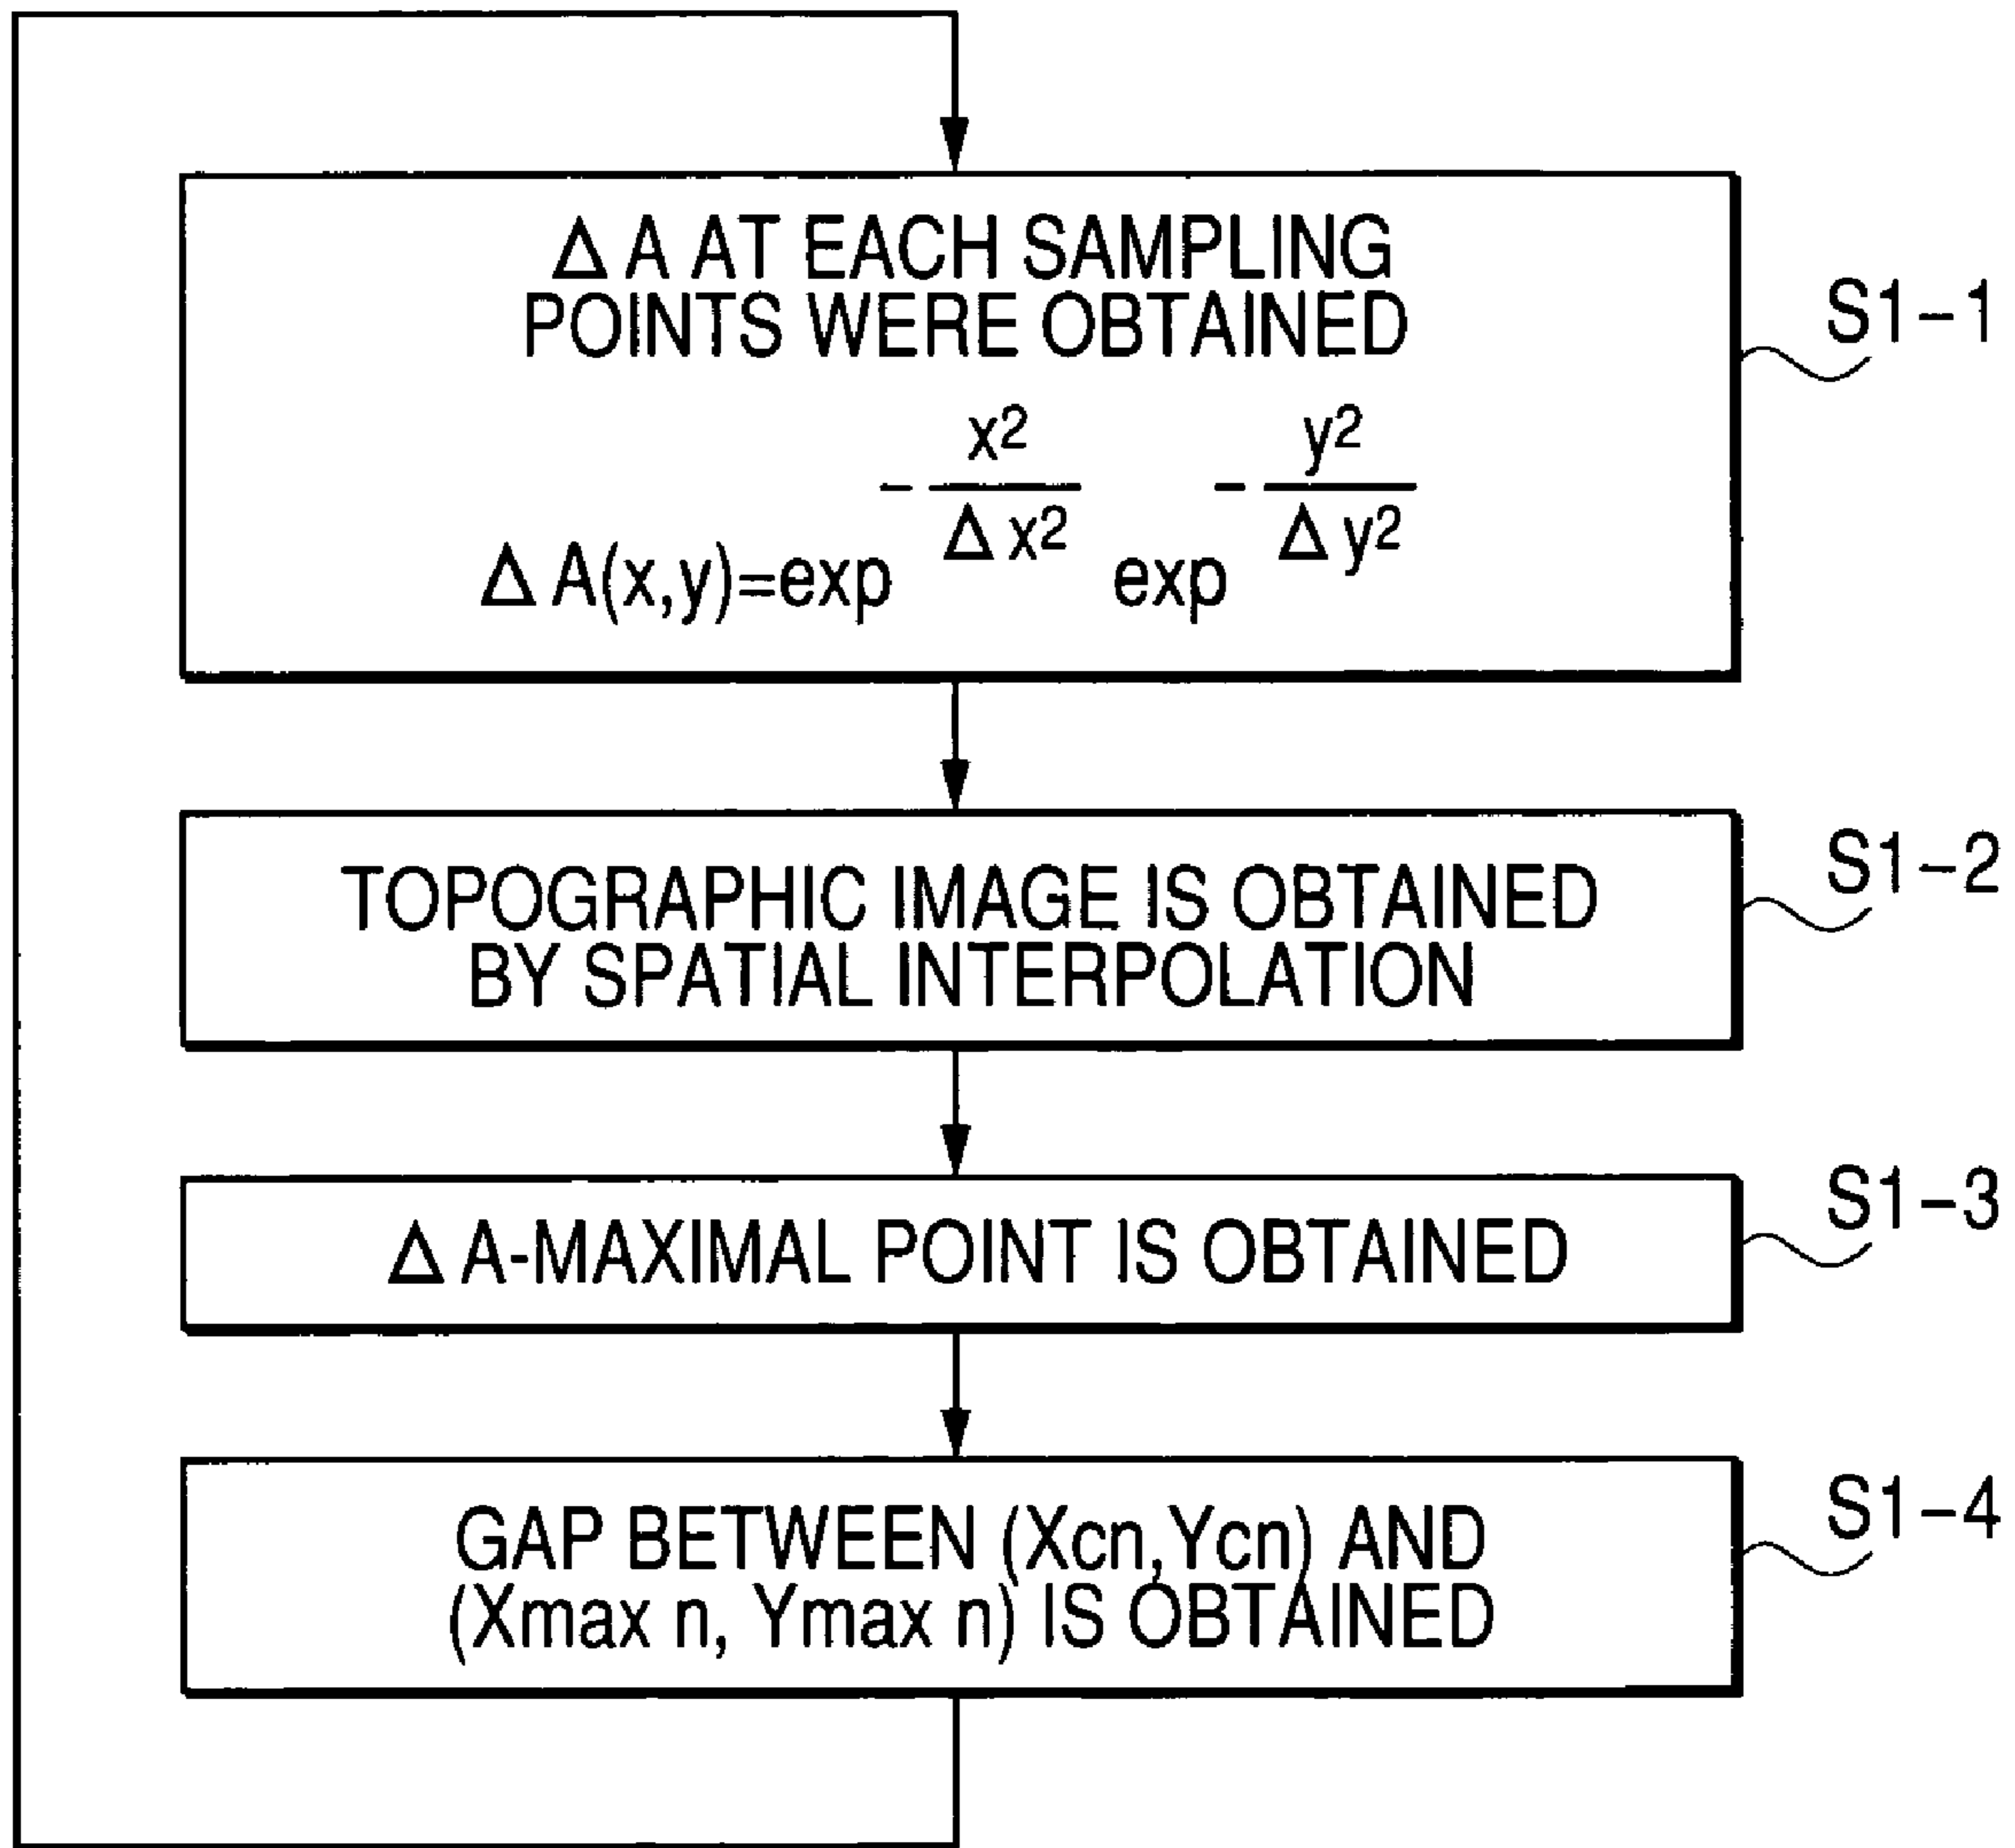 Δ A AT EACH SAMPLING
POINTS WERE OBTAINED
S1-1
Δ A(x,y)=exp^{-x²/Δx²} exp^{-y²/Δy²}
TOPOGRAPHIC IMAGE IS OBTAINED
BY SPATIAL INTERPOLATION
S1-2
Δ A-MAXIMAL POINT IS OBTAINED
S1-3
GAP BETWEEN (Xcn,Ycn) AND
(Xmax n, Ymax n) IS OBTAINED
S1-4